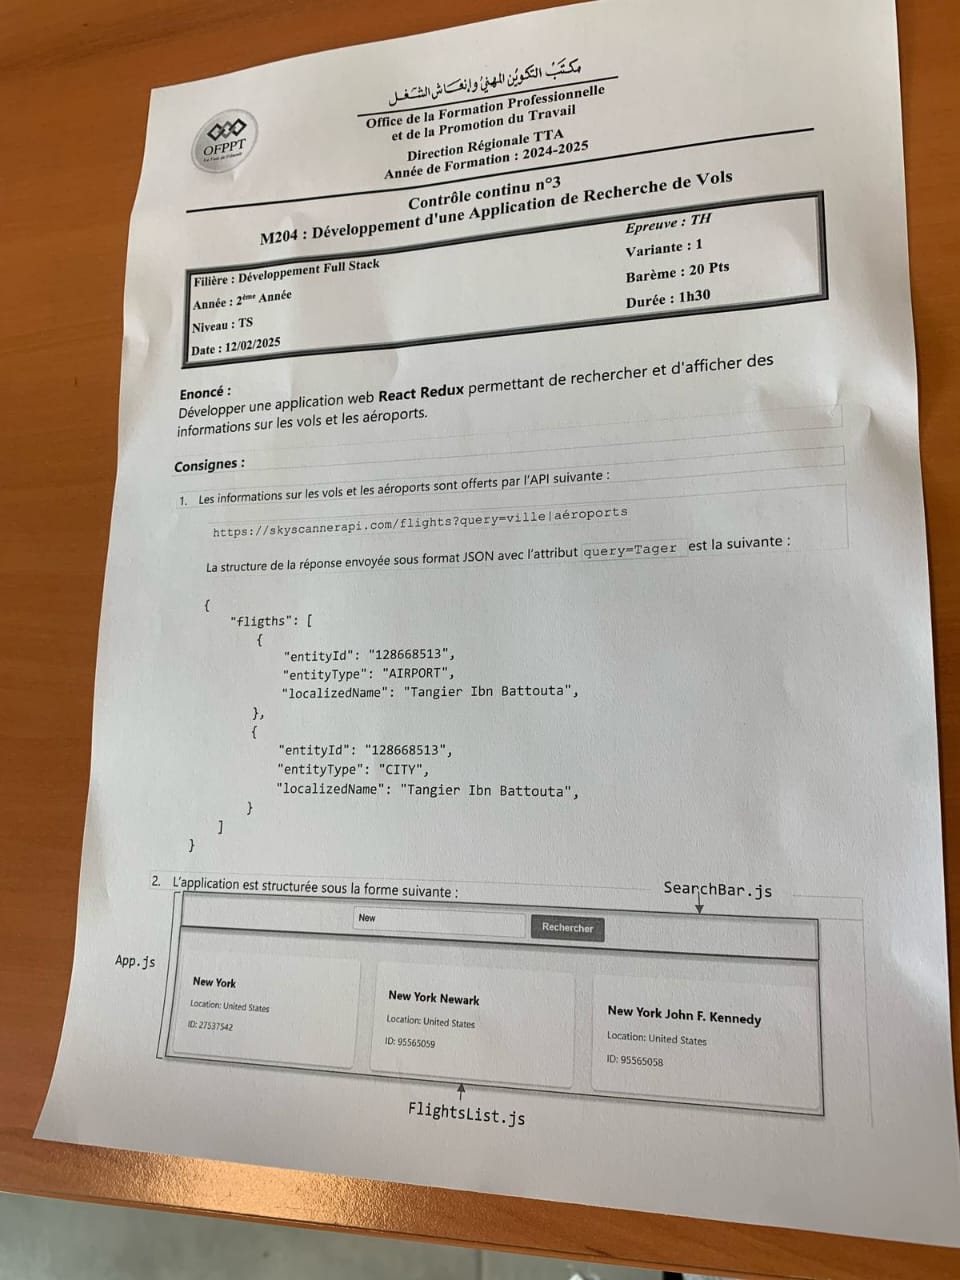 مكتب التكوين المهني وإنعاش الشغل
Office de la Formation Professionnelle
et de la Promotion du Travail
Direction Régionale TTA
Année de Formation : 2024-2025
OFPPT
Contrôle continu n°3
M204 : Développement d'une Application de Recherche de Vols
Filière : Développement Full Stack
Année : 2ème Année
Niveau : TS
Date : 12/02/2025
Epreuve : TH
Variante : 1
Barème : 20 Pts
Durée : 1h30
Enoncé :
Développer une application web React Redux permettant de rechercher et d'afficher des
informations sur les vols et les aéroports.
Consignes :
1. Les informations sur les vols et les aéroports sont offerts par l'API suivante :
https://skyscannerapi.com/flights?query=ville|aéroports
La structure de la réponse envoyée sous format JSON avec l'attribut query=Tager est la suivante :
{
"fligths": [
{
"entityId": "128668513",
"entityType": "AIRPORT",
"localizedName": "Tangier Ibn Battouta",
},
{
"entityId": "128668513",
"entityType": "CITY",
"localizedName": "Tangier Ibn Battouta",
}
]
}
2. L'application est structurée sous la forme suivante :
SearchBar.js
New
Rechercher
App.js
New York
Location: United States
ID: 27537542
New York Newark
Location: United States
ID: 95565059
New York John F. Kennedy
Location: United States
ID: 95565058
FlightsList.js